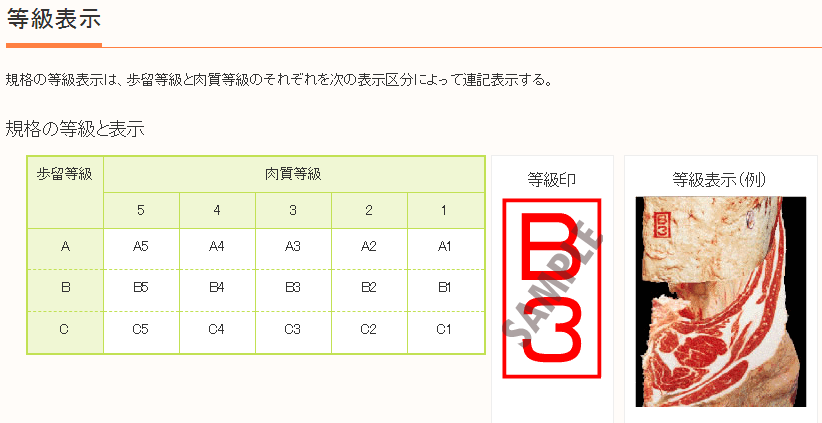 等級表示
規格の等級表示は、歩留等級と肉質等級のそれぞれを次の表示区分によって連記表示する。
規格の等級と表示
歩留等級 肉質等級
5 4 3 2 1
A A5 A4 A3 A2 A1
B B5 B4 B3 B2 B1
C C5 C4 C3 C2 C1
等級印
B
3
SAMPLE
等級表示（例）
B3